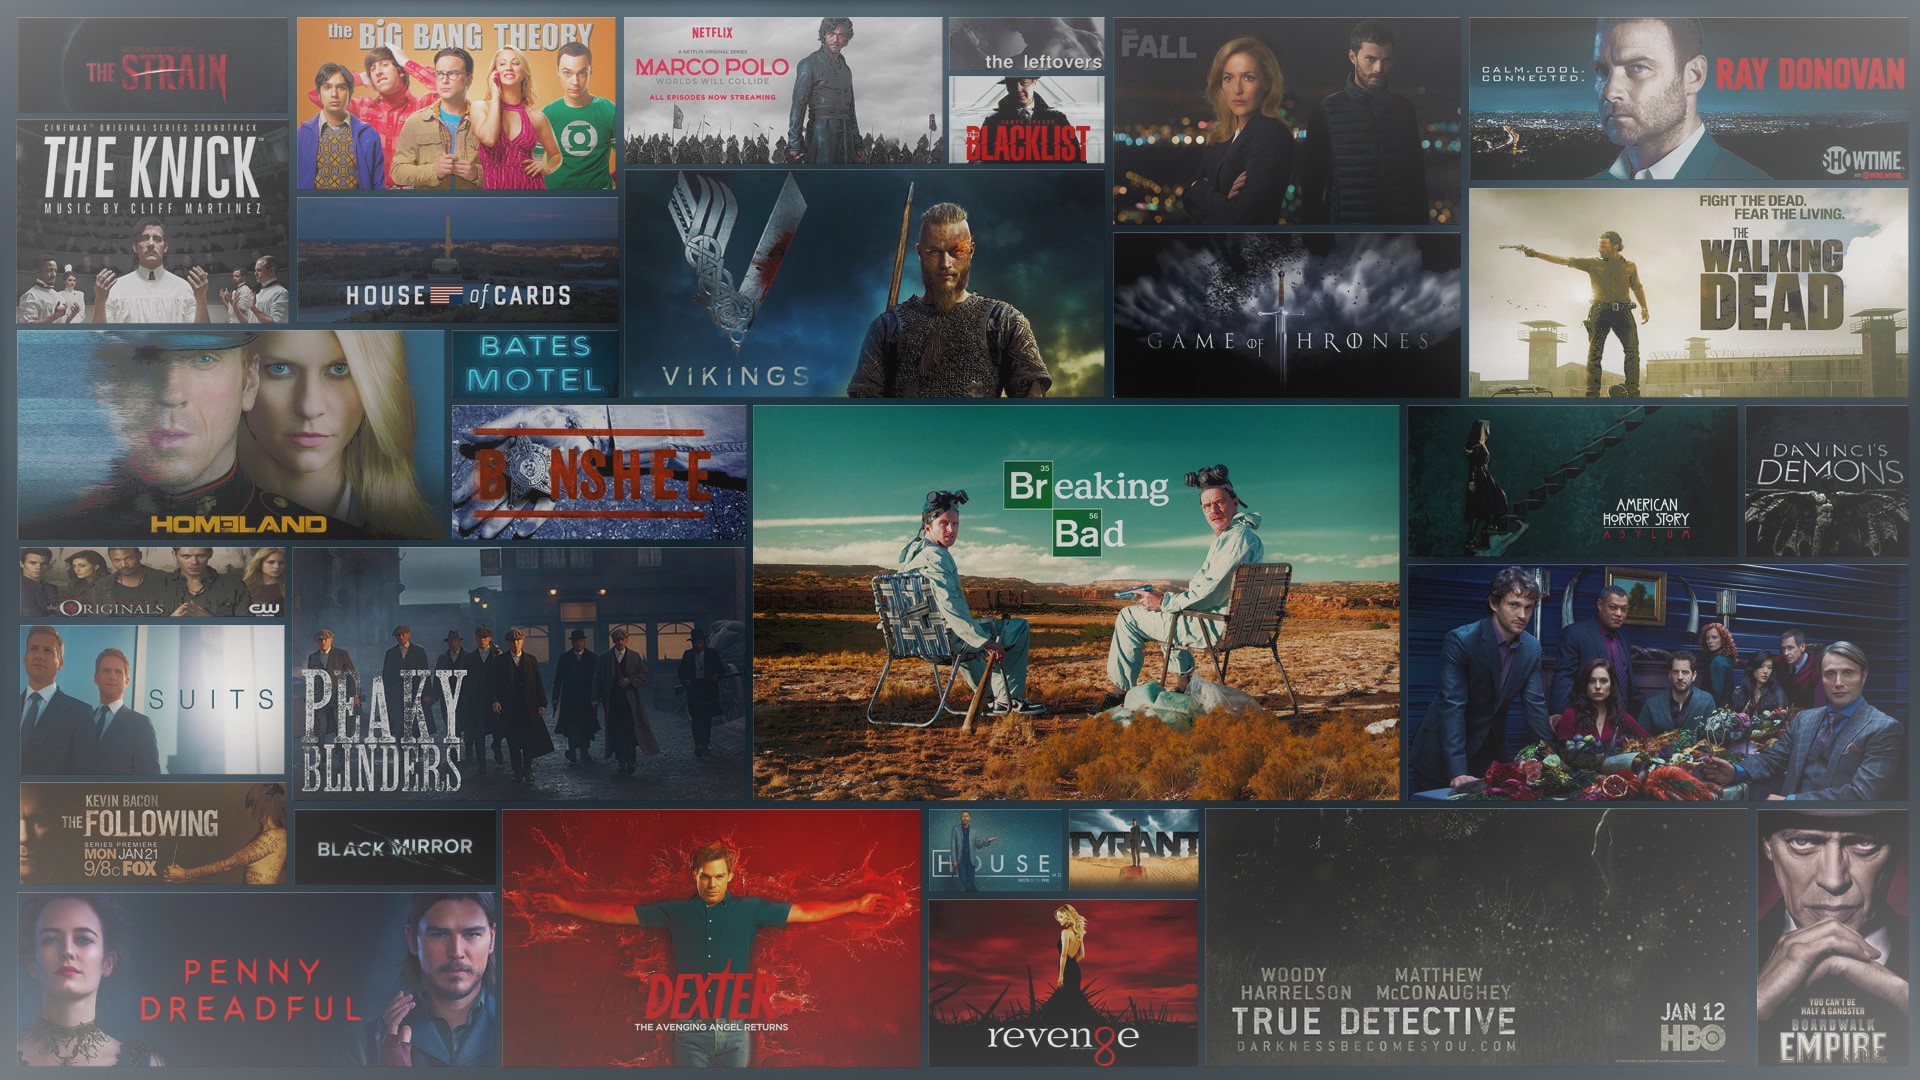 THE STRAIN
the BiG BANG THEORY
NETFLIX
A NETFLIX ORIGINAL SERIES
MARCO POLO
WORLDS WILL COLLIDE
ALL EPISODES NOW STREAMING
the leftovers
JAMES SPADER
THE BLACKLIST
THE FALL
CALM. COOL.
CONNECTED.
RAY DONOVAN
SHOWTIME
CINEMAX ORIGINAL SERIES SOUNDTRACK
THE KNICK
MUSIC BY CLIFF MARTINEZ
HOUSE of CARDS
VIKINGS
GAME OF THRONES
FIGHT THE DEAD.
FEAR THE LIVING.
THE
WALKING
DEAD
HOMELAND
BATES
MOTEL
BANSHEE
35
Breaking
56
Bad
AMERICAN
HORROR STORY
ASYLUM
DAVINCI'S
DEMONS
the ORIGINALS
CW
SUITS
PEAKY
BLINDERS
KEVIN BACON
THE FOLLOWING
SERIES PREMIERE
MON JAN 21
9/8c FOX
BLACK MIRROR
PENNY
DREADFUL
DEXTER
THE AVENGING ANGEL RETURNS
HOUSE M.D.
TYRANT
revenge
WOODY
HARRELSON
MATTHEW
McCONAUGHEY
TRUE DETECTIVE
DARKNESSBECOMESYOU.COM
JAN 12
HBO
YOU CAN'T BE
HALF A GANGSTER
BOARDWALK
EMPIRE